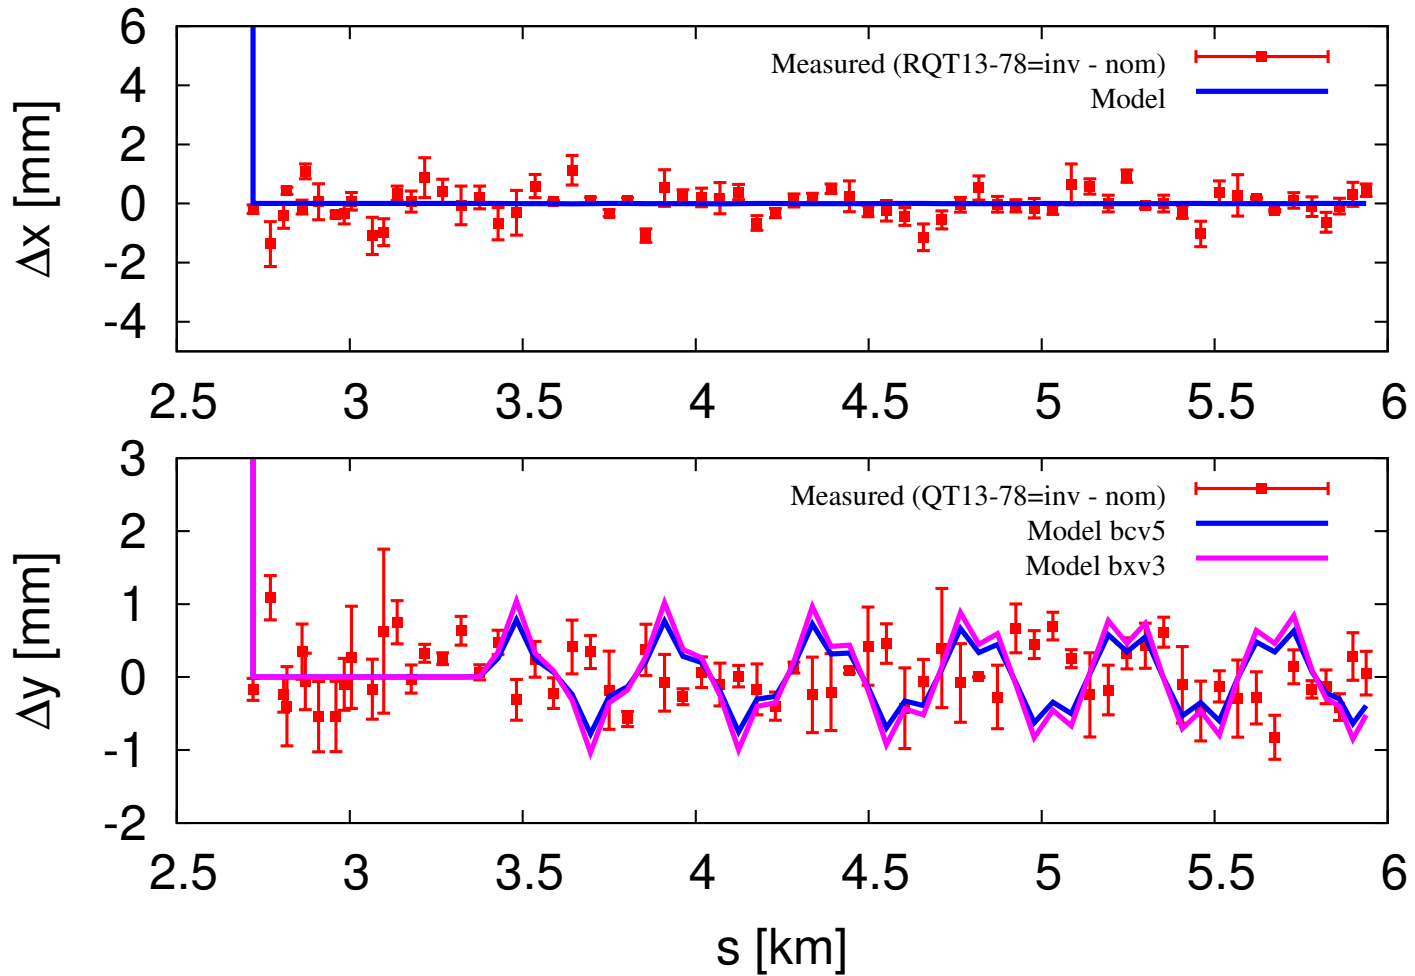 6
4
2
0
-2
-4
Δx [mm]
Measured (RQT13-78=inv - nom)
Model
2.5 3 3.5 4 4.5 5 5.5 6
3
2
1
0
-1
-2
Δy [mm]
Measured (QT13-78=inv - nom)
Model bcv5
Model bxv3
2.5 3 3.5 4 4.5 5 5.5 6
s [km]